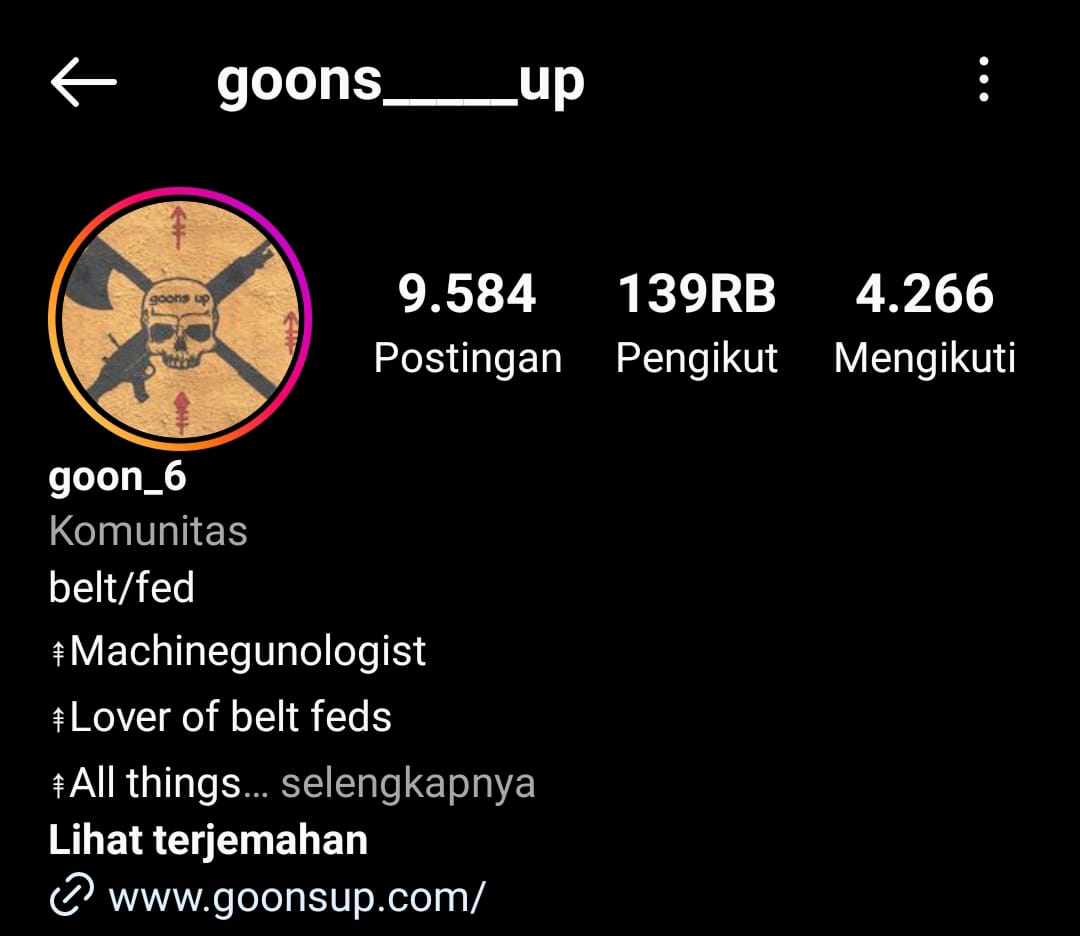 goons_____up
goons up
9.584 139RB 4.266
Postingan Pengikut Mengikuti
goon_6
Komunitas
belt/fed
⇞Machinegunologist
⇞Lover of belt feds
⇞All things... selengkapnya
Lihat terjemahan
www.goonsup.com/